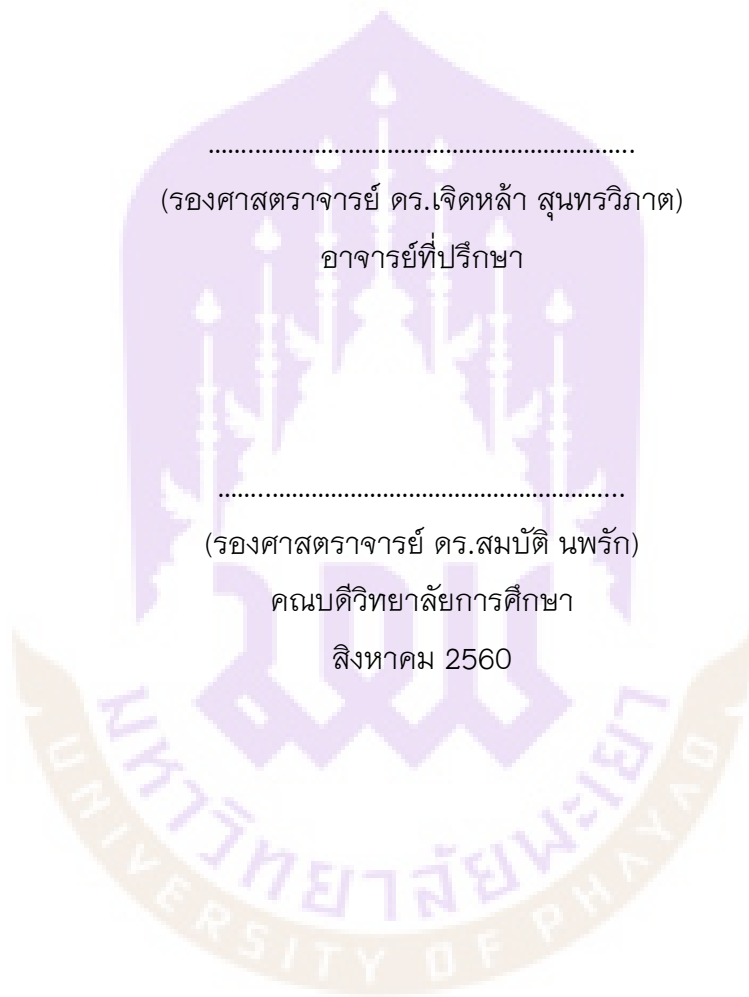 ................................................................
(รองศาสตราจารย์ ดร.เจิดหล้า สุนทรวิภาต)
อาจารย์ที่ปรึกษา
.............................................................
(รองศาสตราจารย์ ดร.สมบัติ นพรัก)
คณบดีวิทยาลัยการศึกษา
สิงหาคม 2560
มพ
มหาวิทยาลัยพะเยา
UNIVERSITY OF PHAYAO